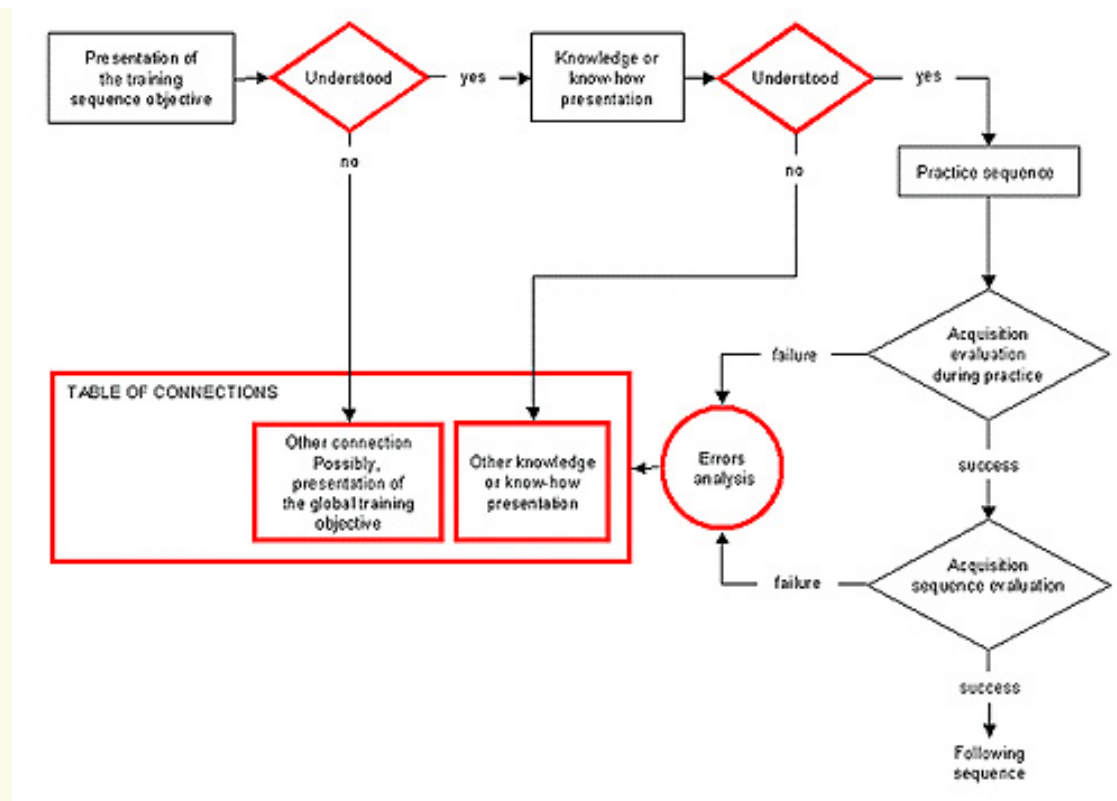 Presentation of
the training
sequence objective
Understood
yes
Knowledge or
know-how
presentation
Understood
yes
no
no
Practice sequence
Acquisition
evaluation
during practice
failure
TABLE OF CONNECTIONS
Other connection
Possibly,
presentation of
the global training
objective
Other knowledge
or know-how
presentation
Errors
analysis
success
Acquisition
sequence evaluation
failure
success
Following
sequence